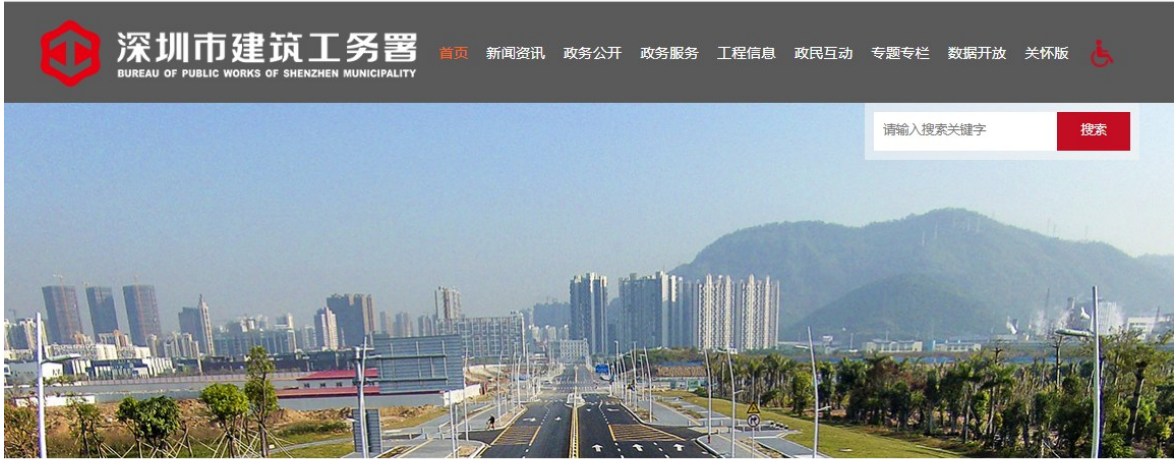 深圳市建筑工务署
BUREAU OF PUBLIC WORKS OF SHENZHEN MUNICIPALITY
首页 新闻资讯 政务公开 政务服务 工程信息 政民互动 专题专栏 数据开放 关怀版
请输入搜索关键字 搜索